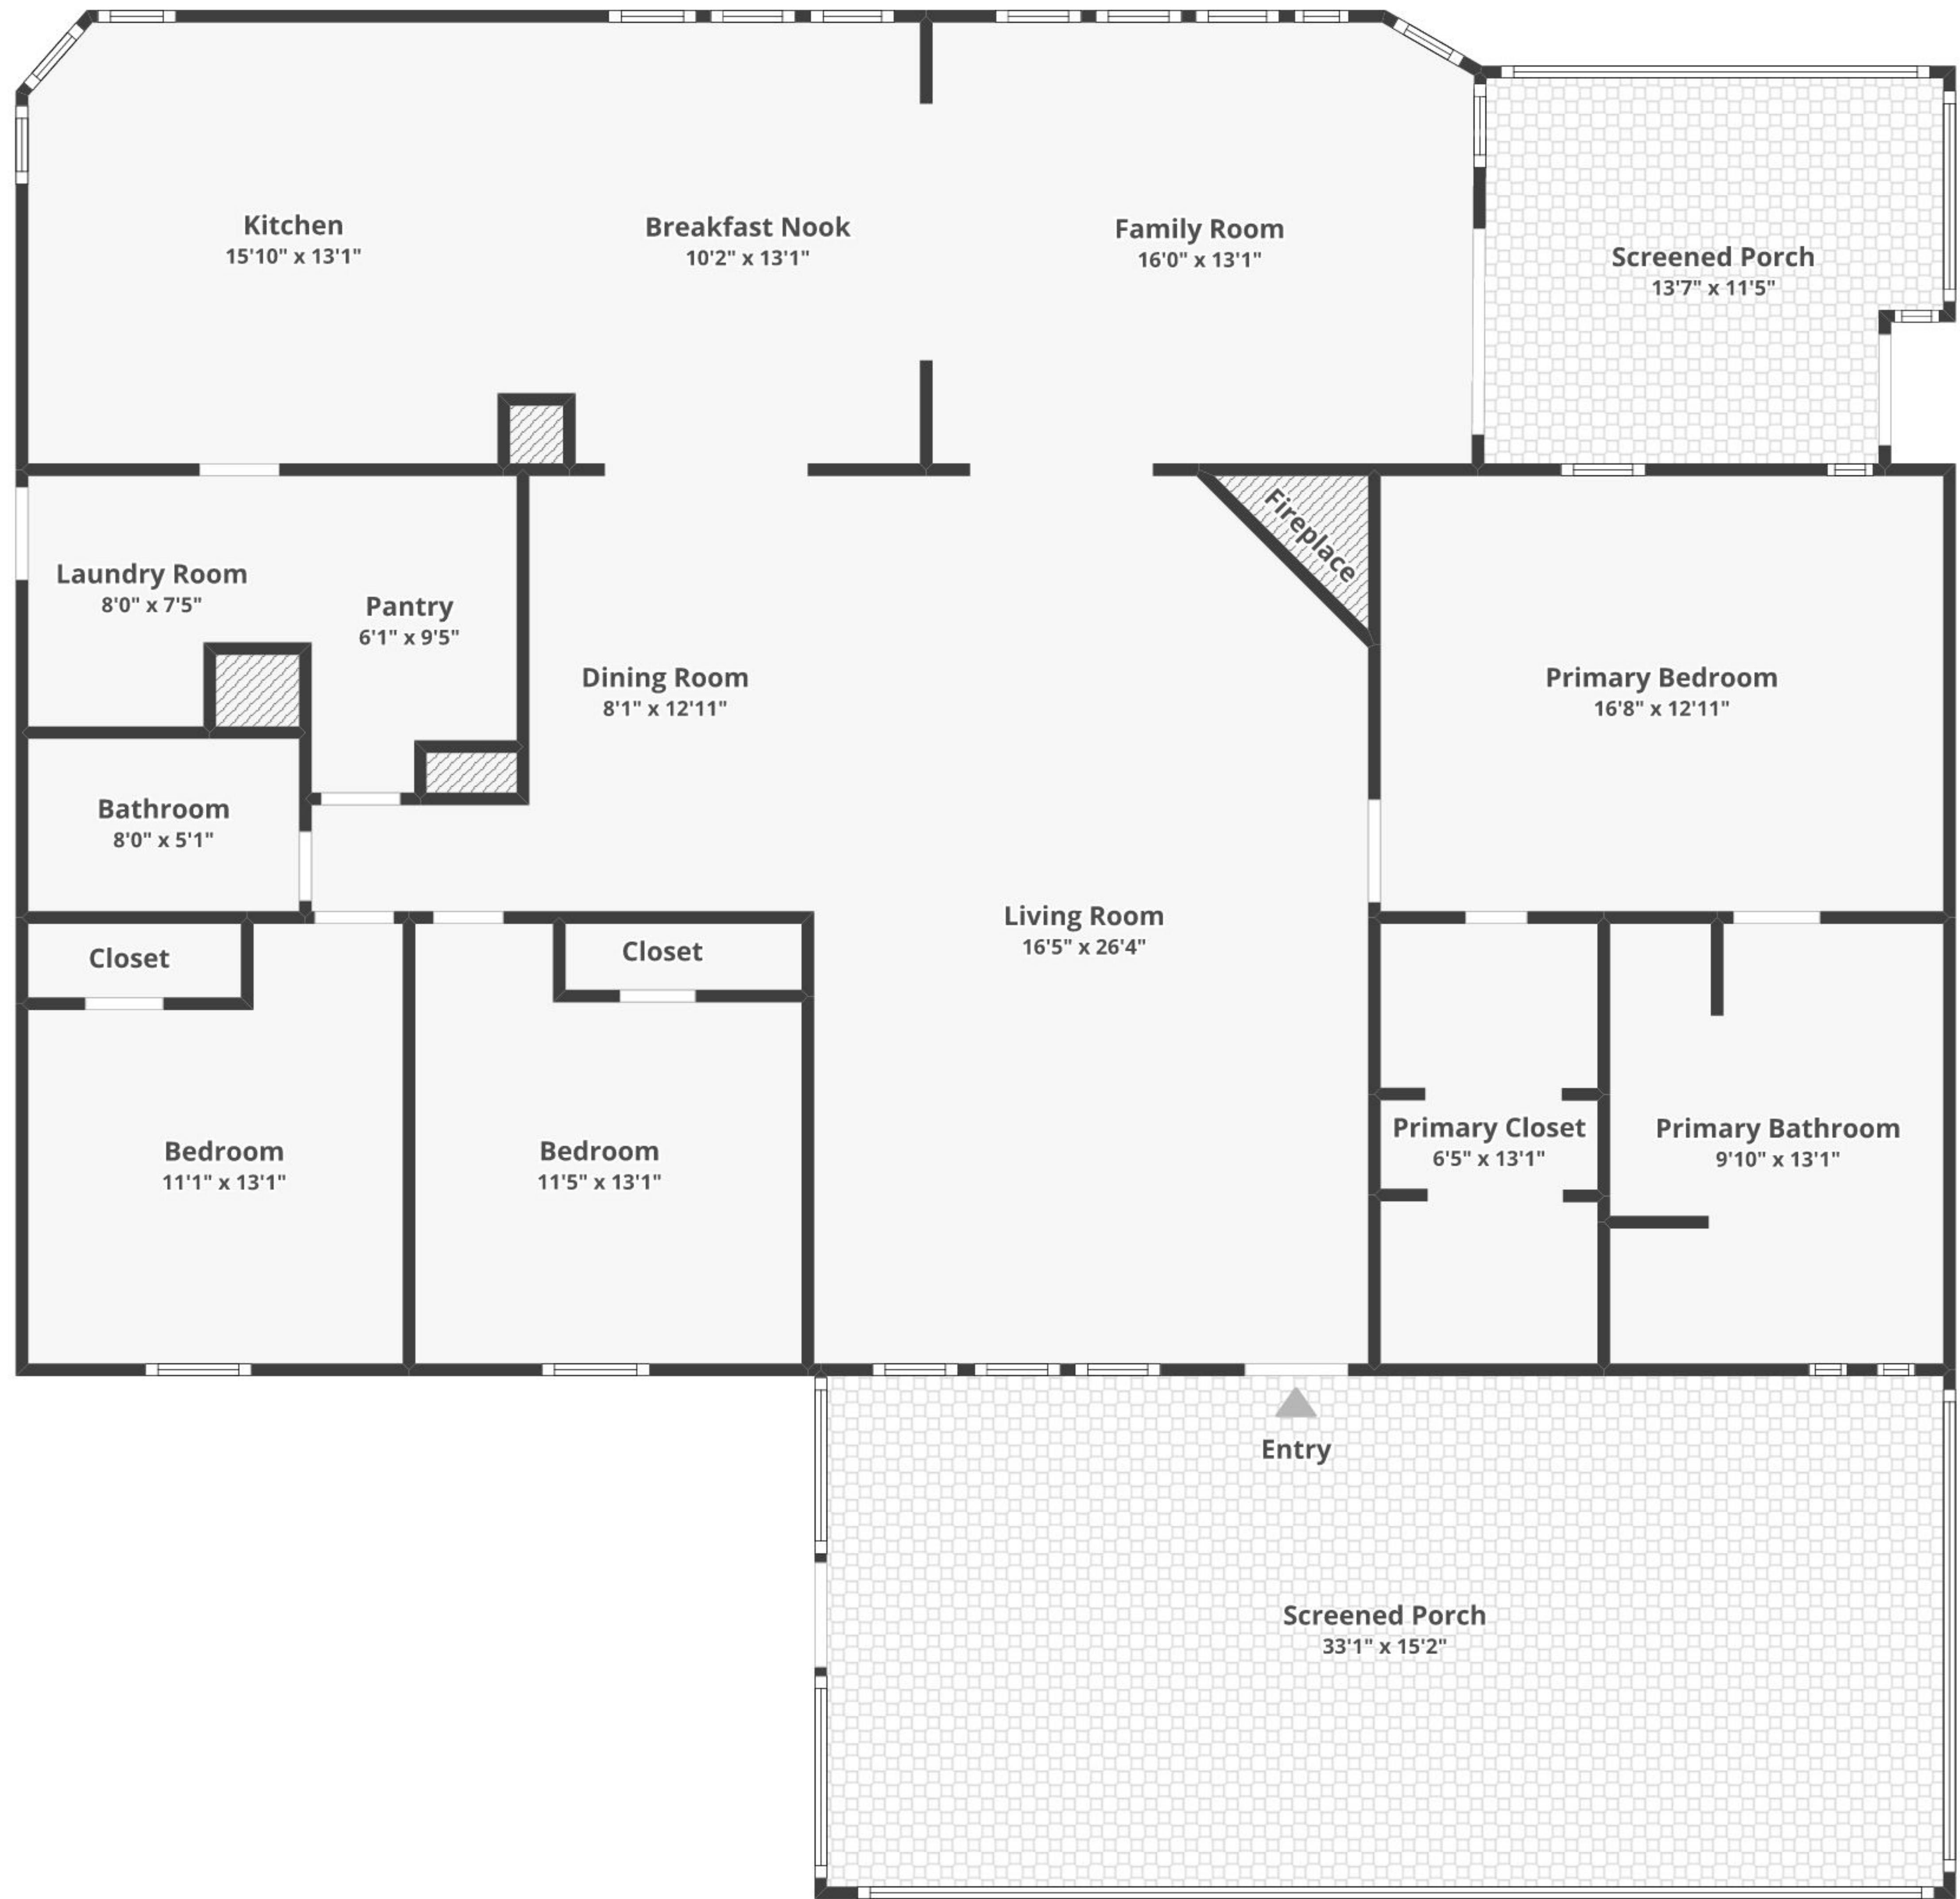 Kitchen
15'10" x 13'1"
Breakfast Nook
10'2" x 13'1"
Family Room
16'0" x 13'1"
Screened Porch
13'7" x 11'5"
Fireplace
Laundry Room
8'0" x 7'5"
Pantry
6'1" x 9'5"
Dining Room
8'1" x 12'11"
Primary Bedroom
16'8" x 12'11"
Bathroom
8'0" x 5'1"
Living Room
16'5" x 26'4"
Closet
Closet
Bedroom
11'1" x 13'1"
Bedroom
11'5" x 13'1"
Primary Closet
6'5" x 13'1"
Primary Bathroom
9'10" x 13'1"
Entry
Screened Porch
33'1" x 15'2"